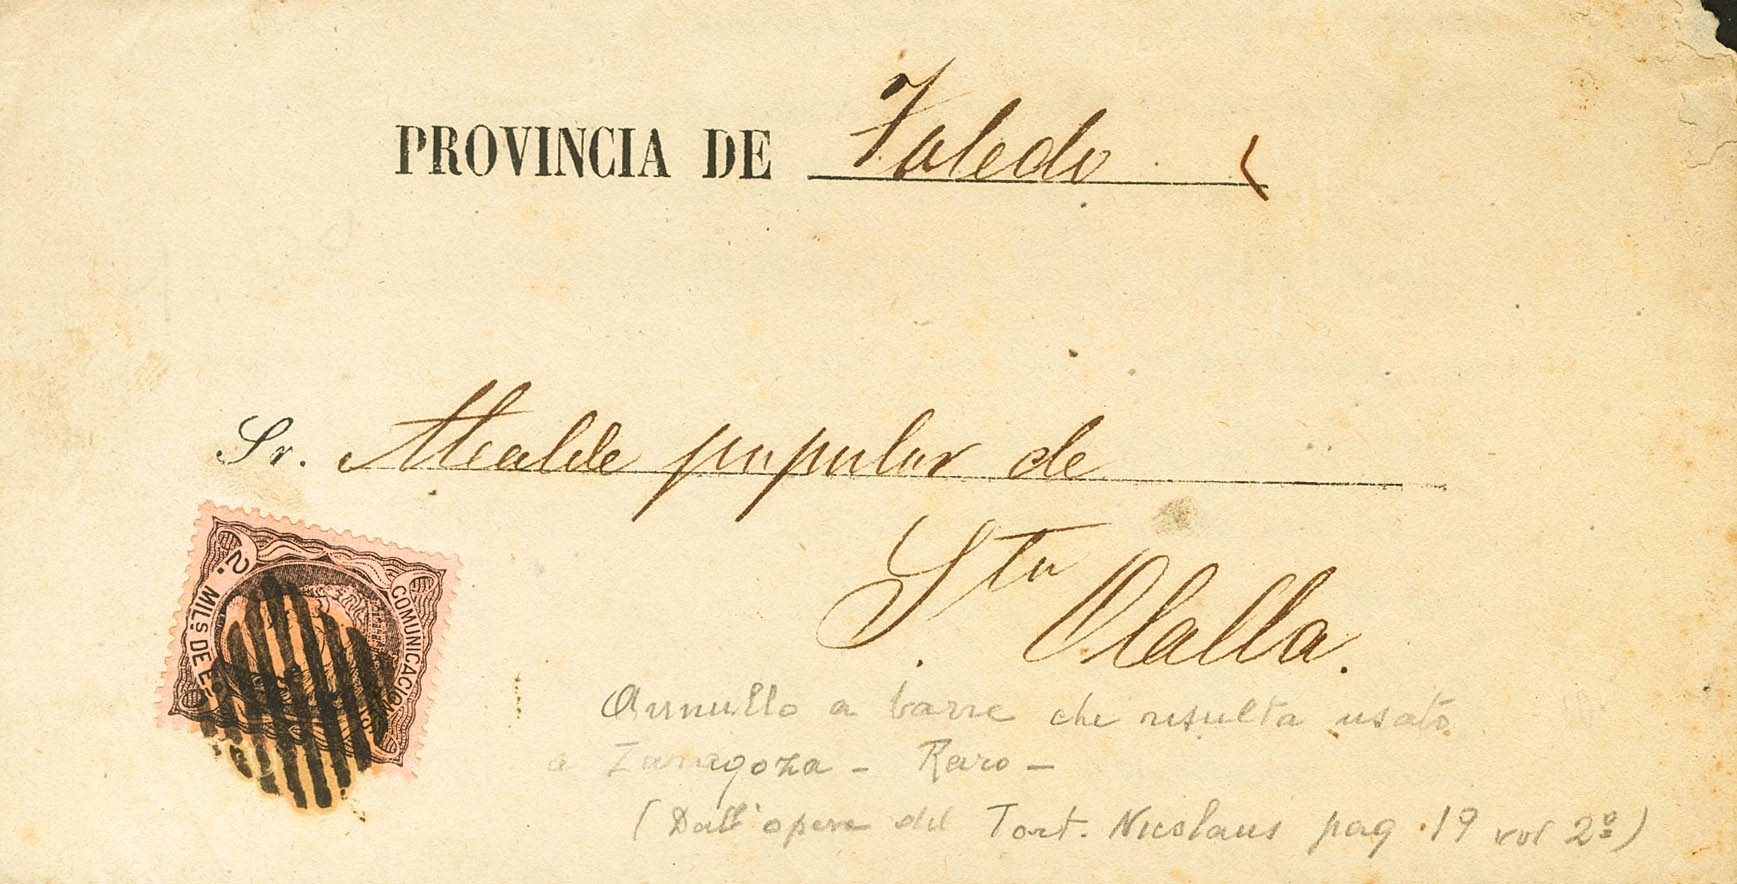 PROVINCIA DE Toledo
Sr. Alcalde popular de
Sta Olalla.
2. MILS DE E
COMUNICACIONES
Annullo a barre che risulta usato
a Zaragoza - Raro -
(Dall'opera del Tort. Nicolaus pag. 19 vol 2º)